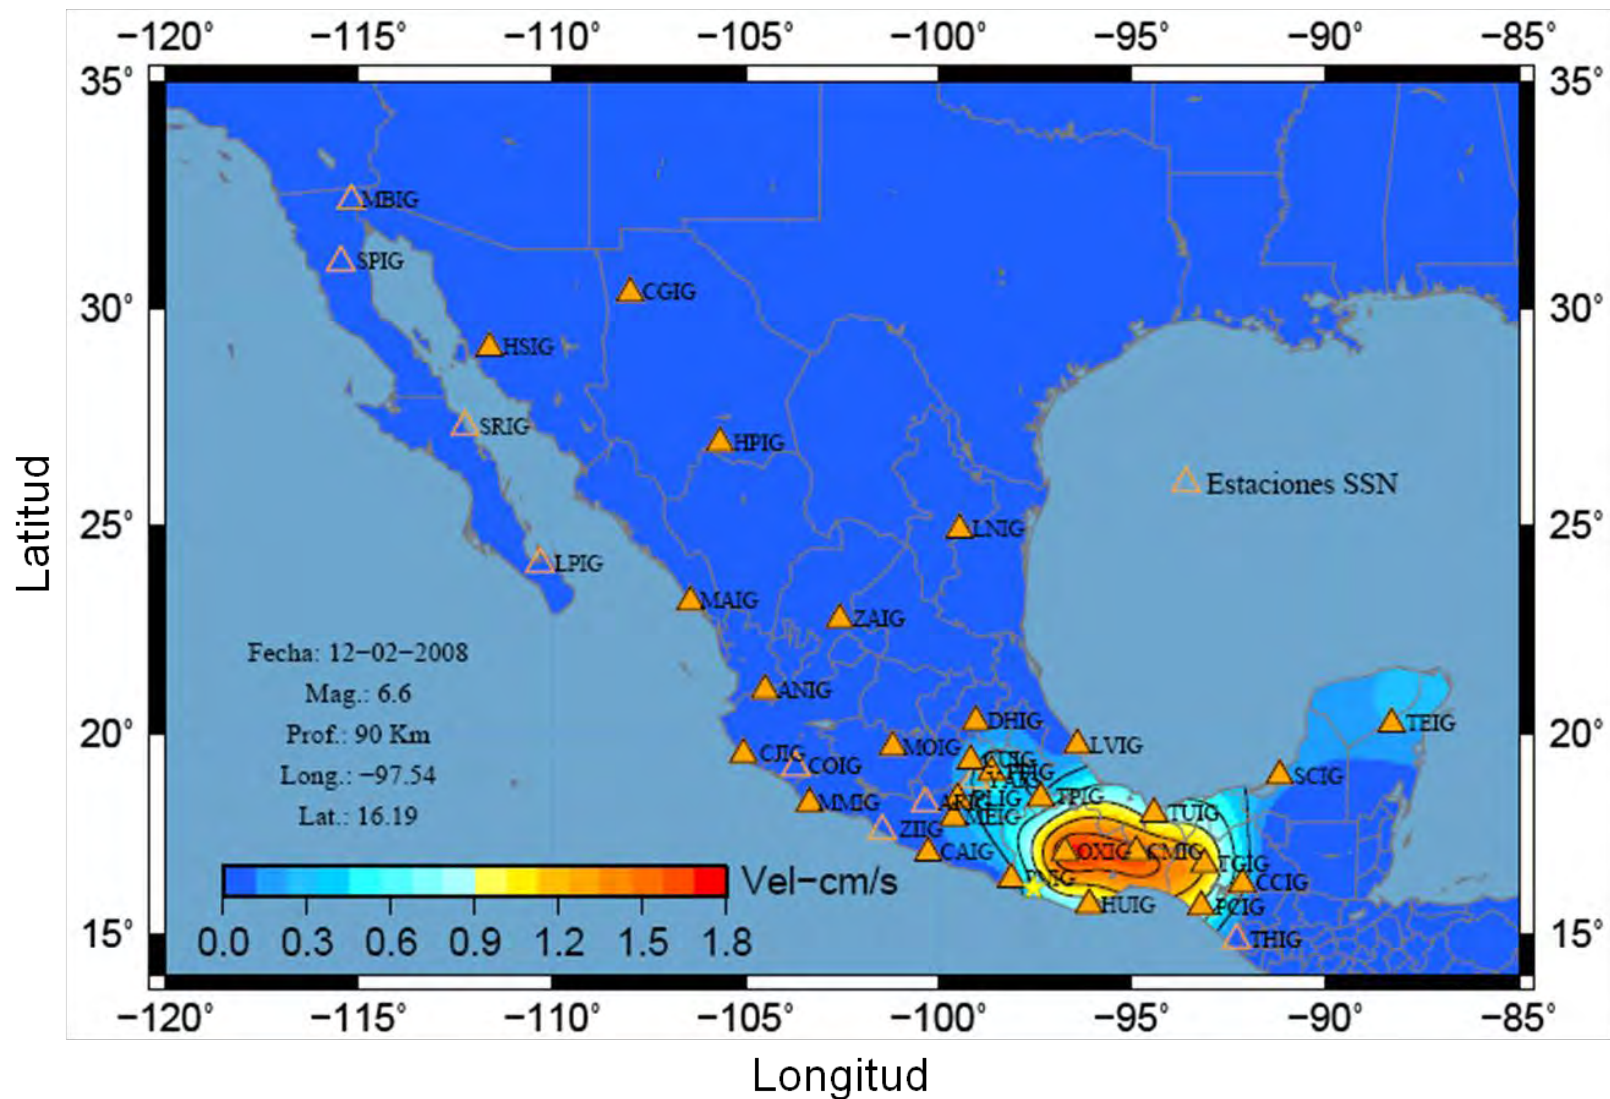 −120° −115° −110° −105° −100° −95° −90° −85°
35° 35°
MBIG
SPIG
CGIG
30° 30°
HSIG
HPIG
SRIG
Estaciones SSN
25° 25°
LNIG
LPIG
MAIG
ZAIG
Fecha: 12−02−2008
Mag.: 6.6
Prof.: 90 Km
Long.: −97.54
Lat.: 16.19
ANIG
DHIG
TEIG
20° 20°
MOIG
LVIG
CJIG
COIG
SCIG
MMIG
TPIG
PLIG
MEIG
TUIG
ZIIG
CAIG
OXIG
CMIG
TGIG
CCIG
HUIG
PCIG
THIG
15° 15°
Vel−cm/s
0.0 0.3 0.6 0.9 1.2 1.5 1.8
−120° −115° −110° −105° −100° −95° −90° −85°
Latitud
Longitud